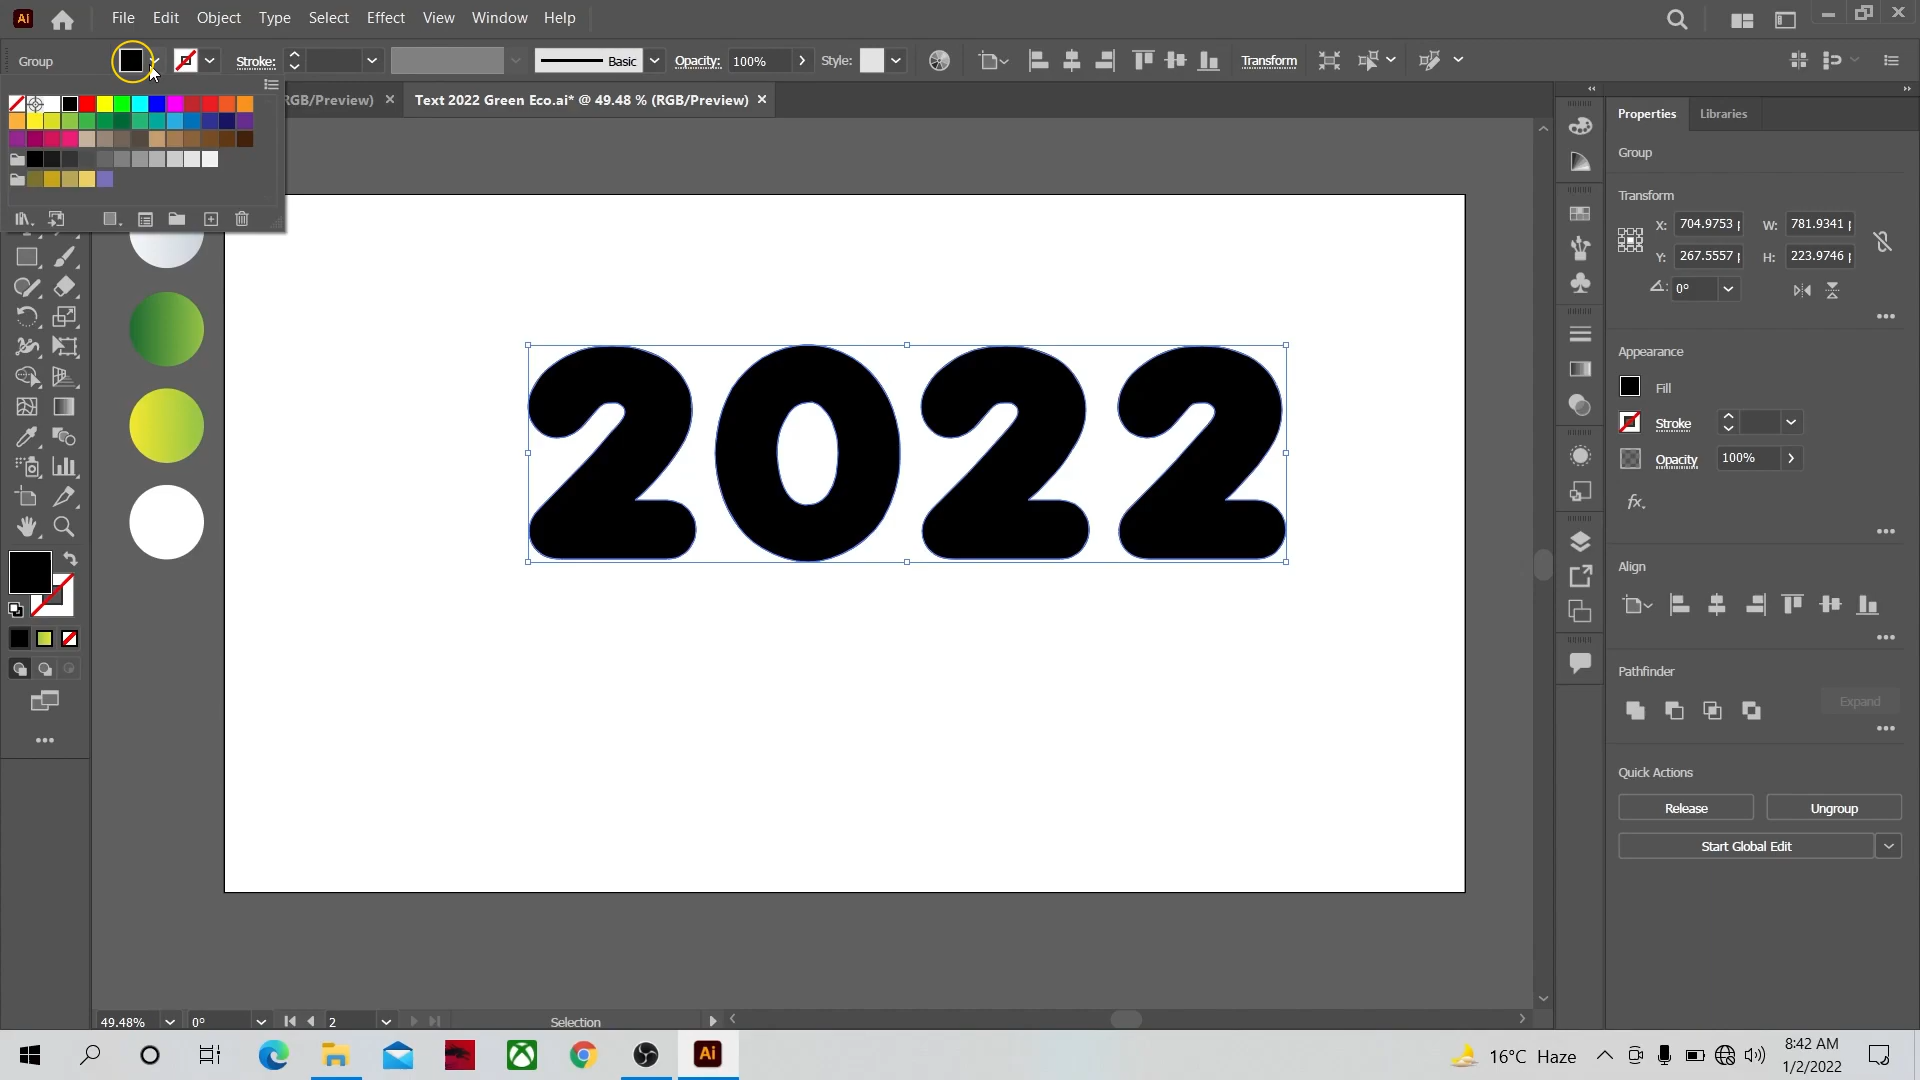 Ai File Edit Object Type Select Effect View Window Help
Group Stroke: Basic Opacity: 100% Style: Transform
RGB/Preview) × Text 2022 Green Eco.ai* @ 49.48 % (RGB/Preview) ×
Properties Libraries
Group
Transform
X: 704.9753 W: 781.9341
Y: 267.5557 H: 223.9746
0°
Appearance
Fill
Stroke
Opacity 100%
fx.
Align
Pathfinder
Expand
Quick Actions
Release Ungroup
Start Global Edit
2022
49.48% 0° 2 Selection
Ai 16°C Haze 8:42 AM
1/2/2022